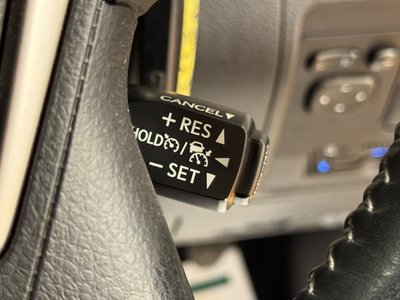 CANCEL
+ RES
HOLD /
- SET